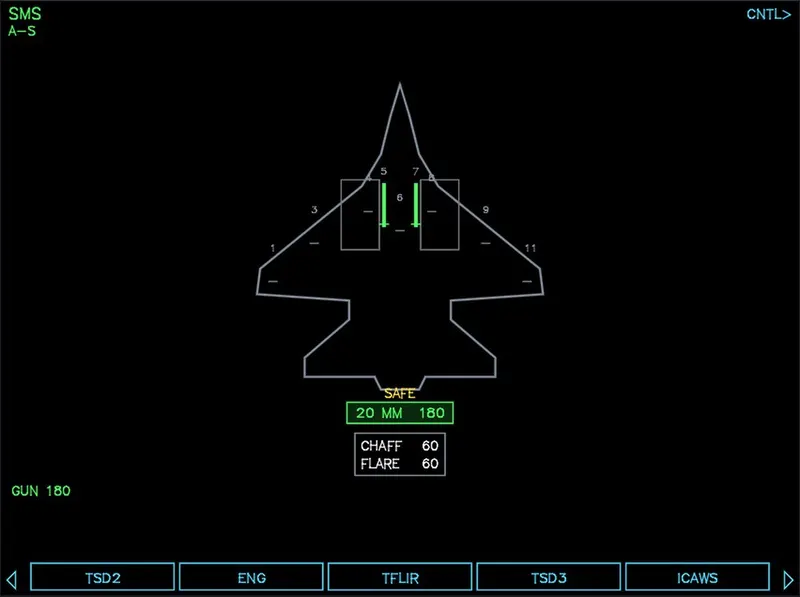 SMS
CNTL>
A-S
5 7
6
3 9
1 11
SAFE
20 MM 180
CHAFF 60
FLARE 60
GUN 180
TSD2 ENG TFLIR TSD3 ICAWS